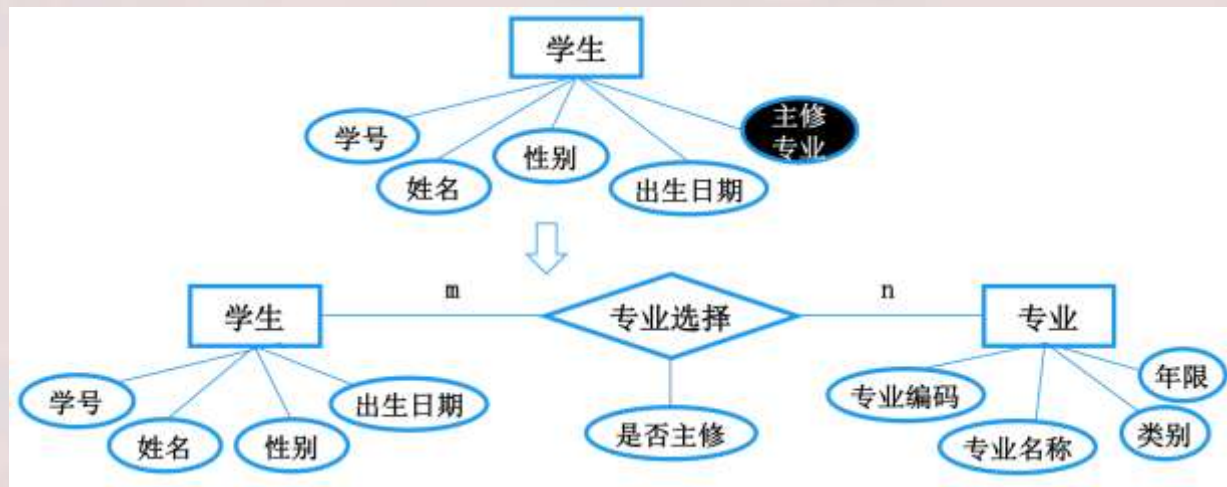 学生
学号
姓名
性别
出生日期
主修
专业
m
n
学生
专业选择
专业
学号
姓名
性别
出生日期
是否主修
专业编码
专业名称
类别
年限